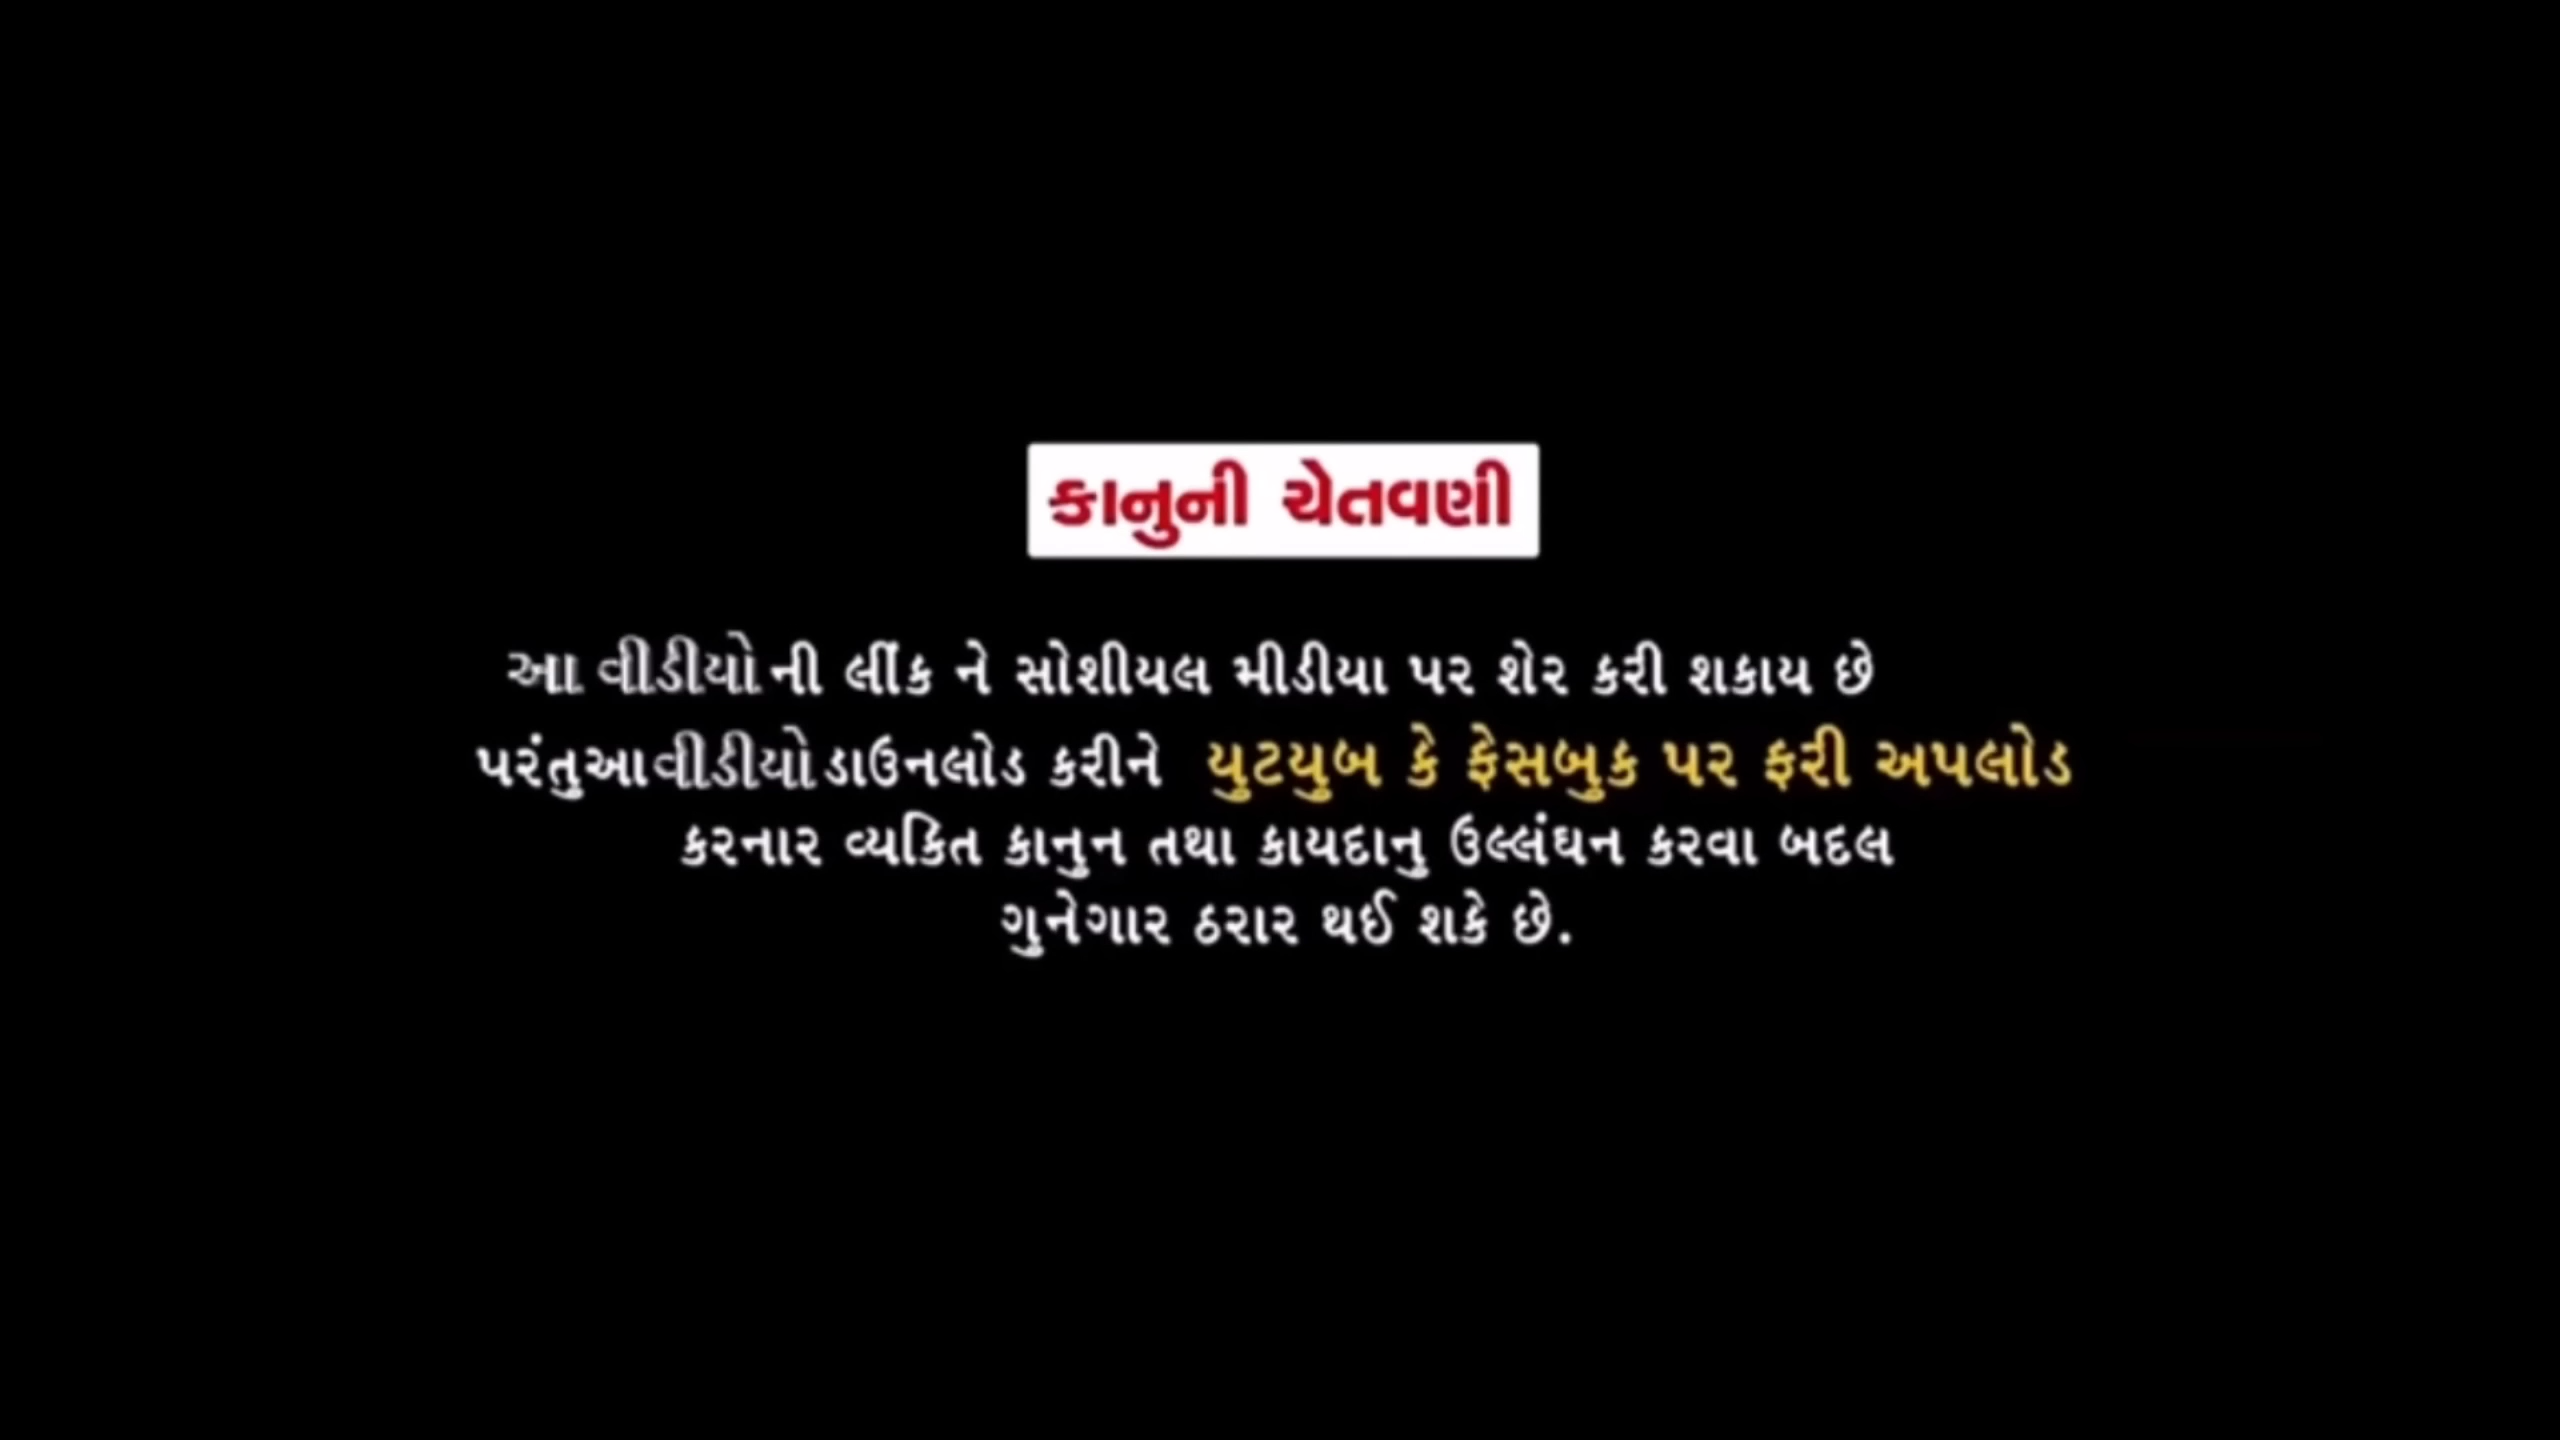 કાનુની ચેતવણી
આ વીડીયો ની લીંક ને સોશીયલ મીડીયા પર શેર કરી શકાય છે
પરંતુઆવીડીયો ડાઉનલોડ કરીને યુટયુબ કે ફેસબુક પર ફરી અપલોડ
કરનાર વ્યકિત કાનુન તથા કાયદાનુ ઉલ્લંઘન કરવા બદલ
ગુનેગાર ઠરાર થઈ શકે છે.